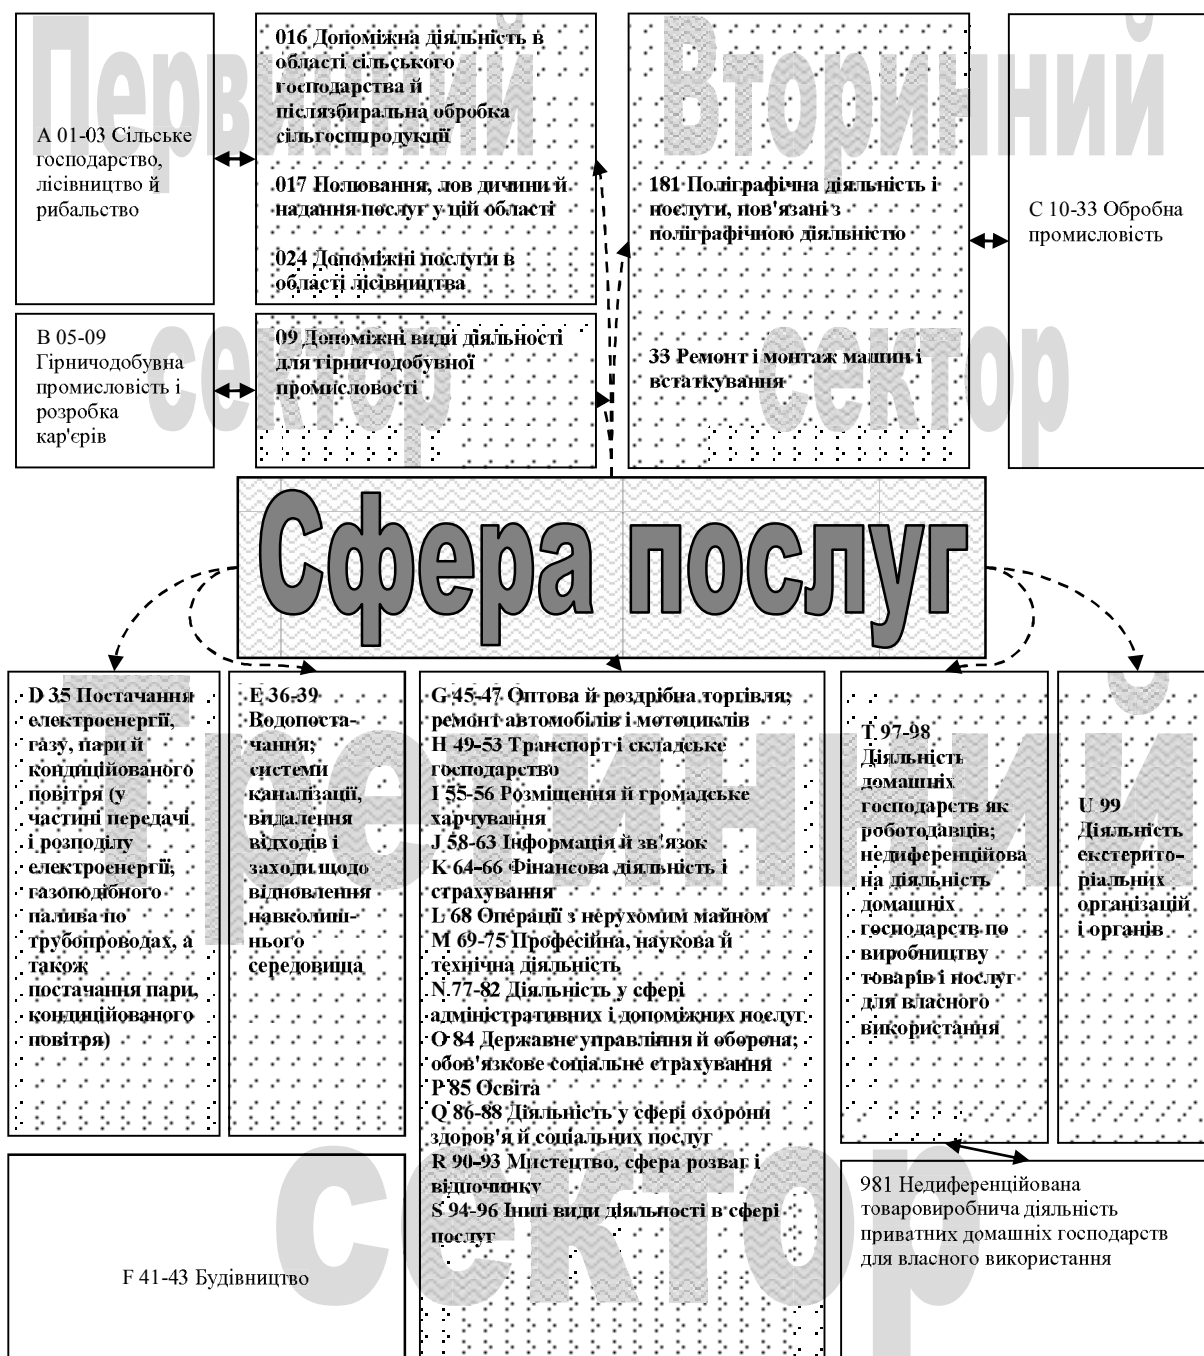 Первинний
сектор
Вторинний
сектор
А 01-03 Сільське
господарство,
лісівництво й
рибальство
016 Допоміжна діяльність в
області сільського
господарства й
післязбиральна обробка
сільгосппродукції
017 Полювання, лов дичини й
надання послуг у цій області
024 Допоміжні послуги в
області лісівництва
181 Поліграфічна діяльність і
послуги, пов'язані з
поліграфічною діяльністю
33 Ремонт і монтаж машин і
встаткування
С 10-33 Обробна
промисловість
В 05-09
Гірничодобувна
промисловість і
розробка
кар'єрів
09 Допоміжні види діяльності
для гірничодобувної
промисловості
Сфера послуг
Третинний
сектор
D 35 Постачання
електроенергії,
газу, пари й
кондиційованого
повітря (у
частині передачі
і розподілу
електроенергії,
газоподібного
палива по
трубопроводах, а
також
постачання пари,
кондиційованого
повітря)
Е 36-39
Водопоста-
чання;
системи
каналізації,
видалення
відходів і
заходи щодо
відновлення
навколиш-
нього
середовища
G 45-47 Оптова й роздрібна торгівля;
ремонт автомобілів і мотоциклів
Н 49-53 Транспорт і складське
господарство
I 55-56 Розміщення й громадське
харчування
J 58-63 Інформація й зв'язок
К 64-66 Фінансова діяльність і
страхування
L 68 Операції з нерухомим майном
М 69-75 Професійна, наукова й
технічна діяльність
N 77-82 Діяльність у сфері
адміністративних і допоміжних послуг
О 84 Державне управління й оборона;
обов'язкове соціальне страхування
Р 85 Освіта
Q 86-88 Діяльність у сфері охорони
здоров'я й соціальних послуг
R 90-93 Мистецтво, сфера розваг і
відпочинку
S 94-96 Інші види діяльності в сфері
послуг
Т 97-98
Діяльність
домашніх
господарств як
роботодавців;
недиференційова
на діяльність
домашніх
господарств по
виробництву
товарів і послуг
для власного
використання
U 99
Діяльність
екстерито-
ріальних
організацій
і органів
F 41-43 Будівництво
981 Недиференційована
товаровиробнича діяльність
приватних домашніх господарств
для власного використання